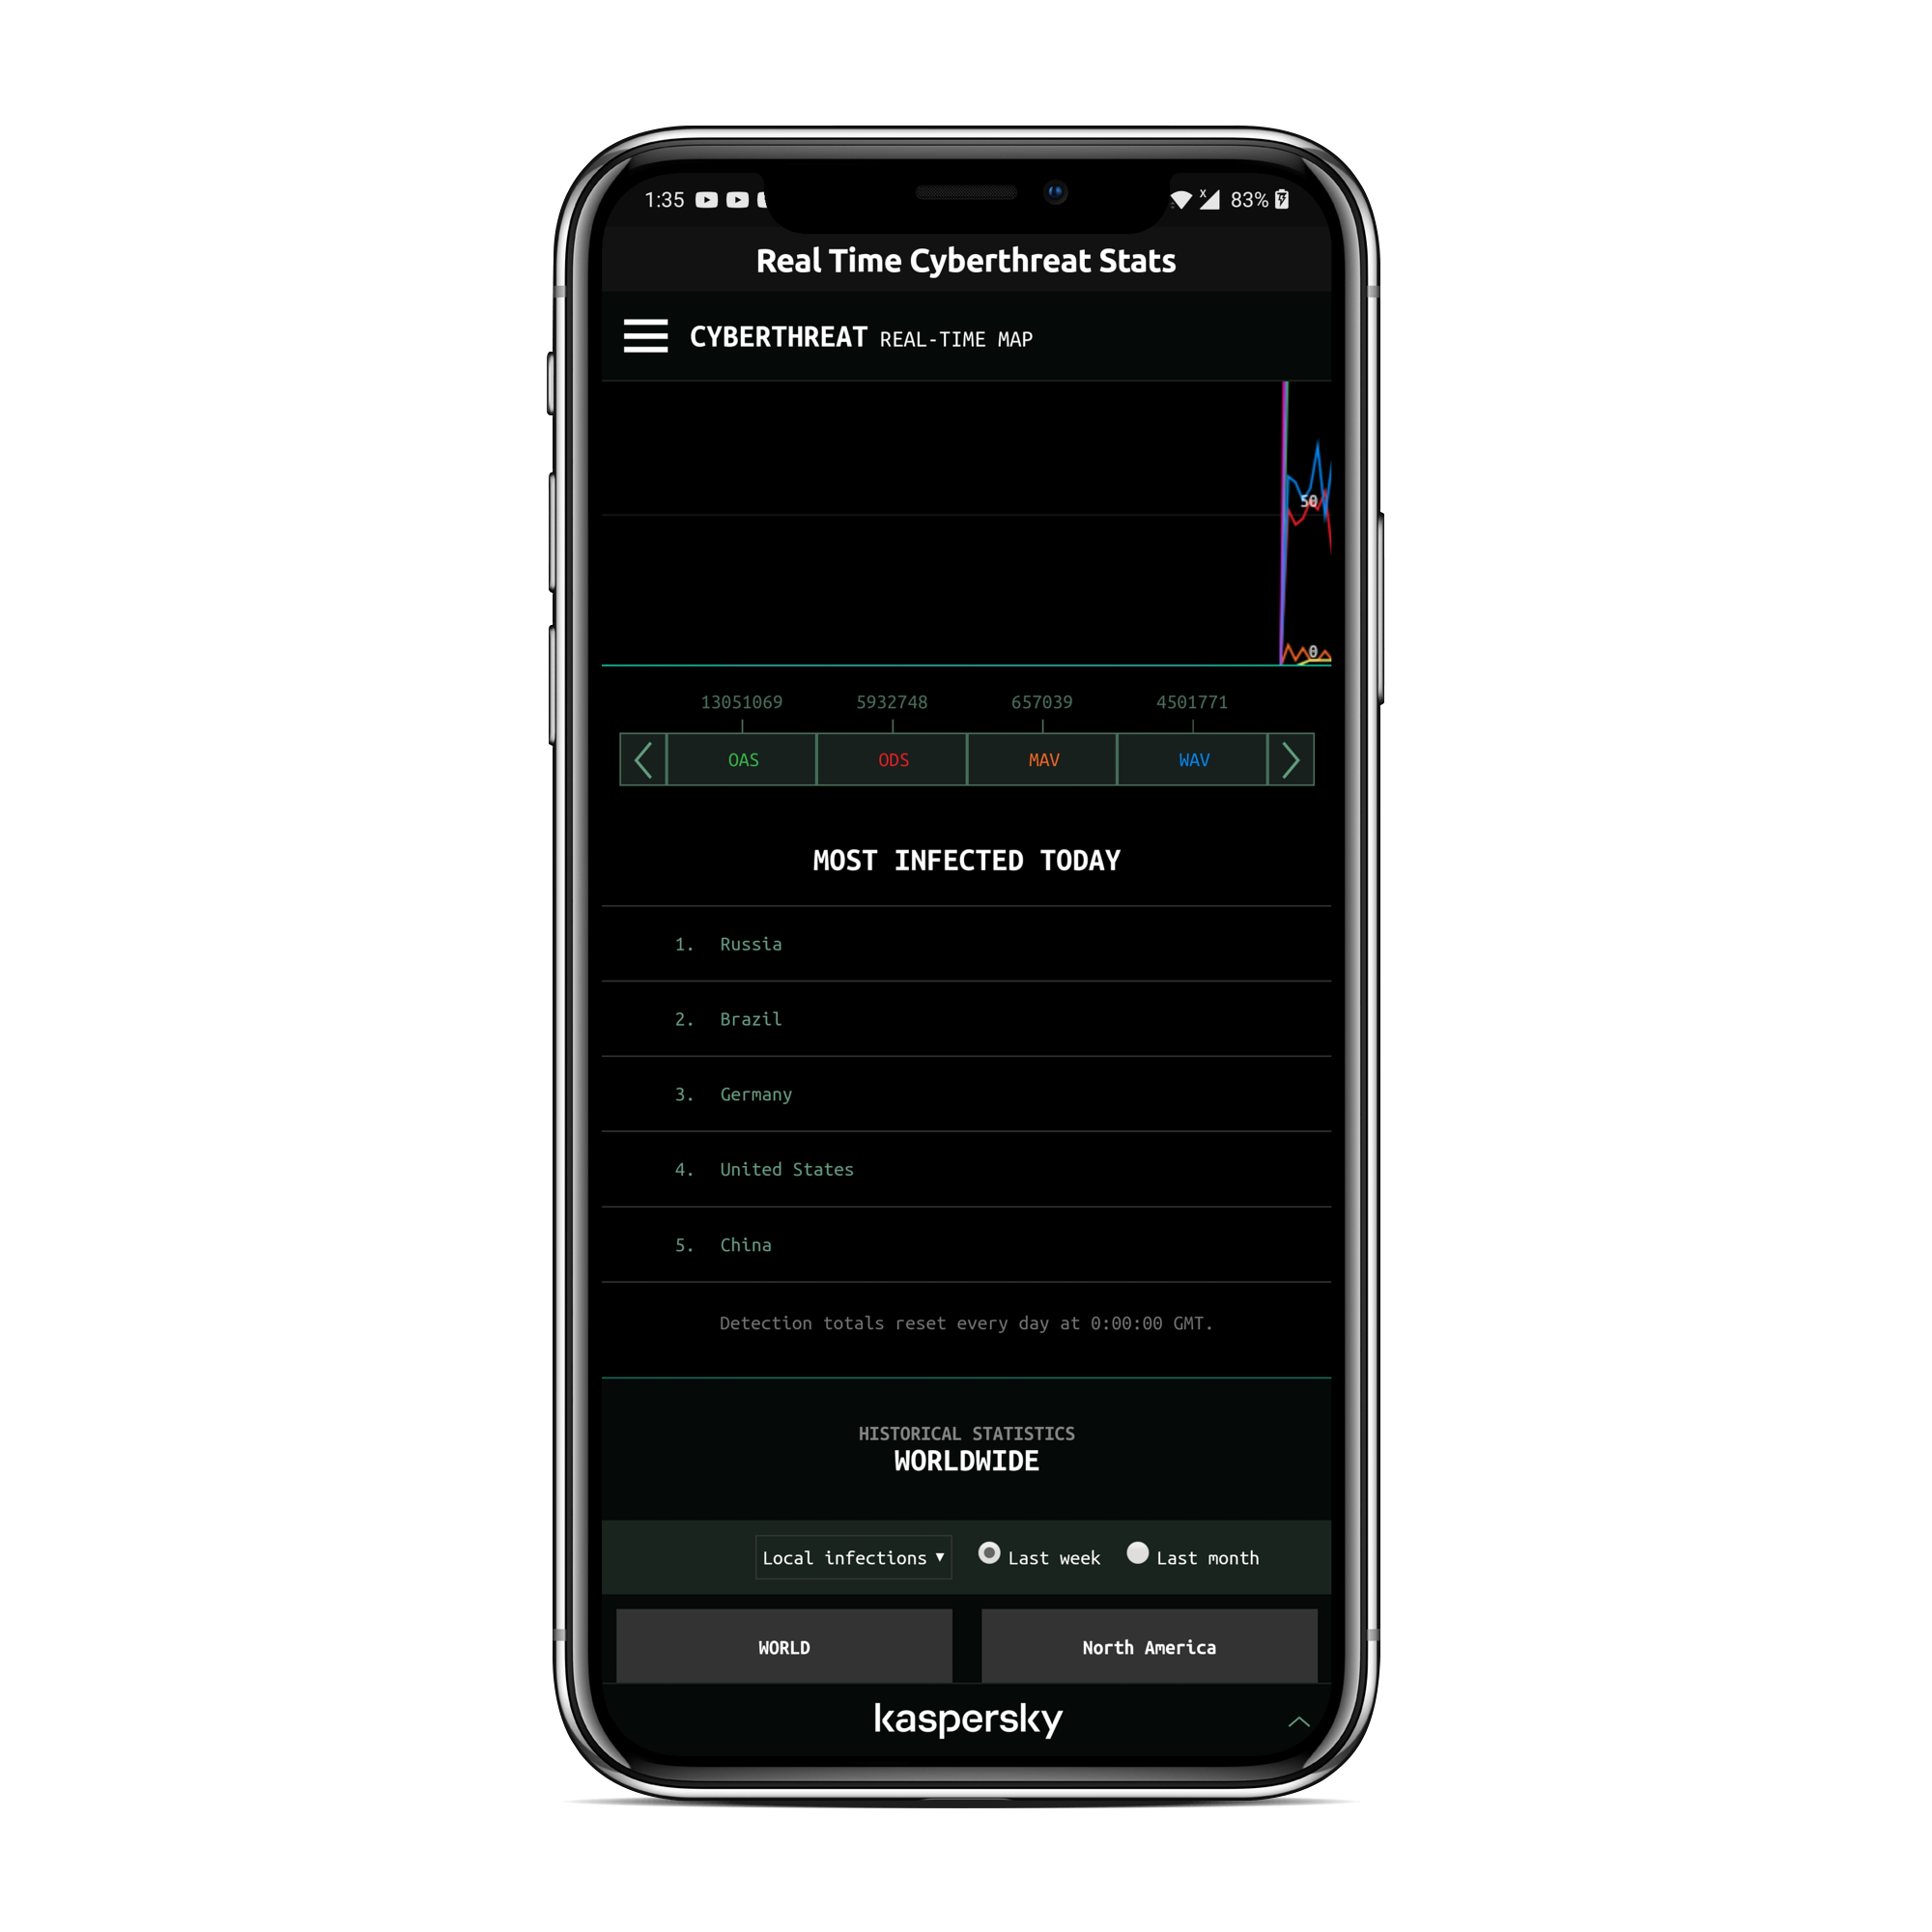 1:35
x
83%
Real Time Cyberthreat Stats
CYBERTHREAT REAL-TIME MAP
50
0
13051069 5932748 657039 4501771
OAS ODS MAV WAV
MOST INFECTED TODAY
1. Russia
2. Brazil
3. Germany
4. United States
5. China
Detection totals reset every day at 0:00:00 GMT.
HISTORICAL STATISTICS
WORLDWIDE
Local infections ▼ Last week Last month
WORLD North America
kaspersky